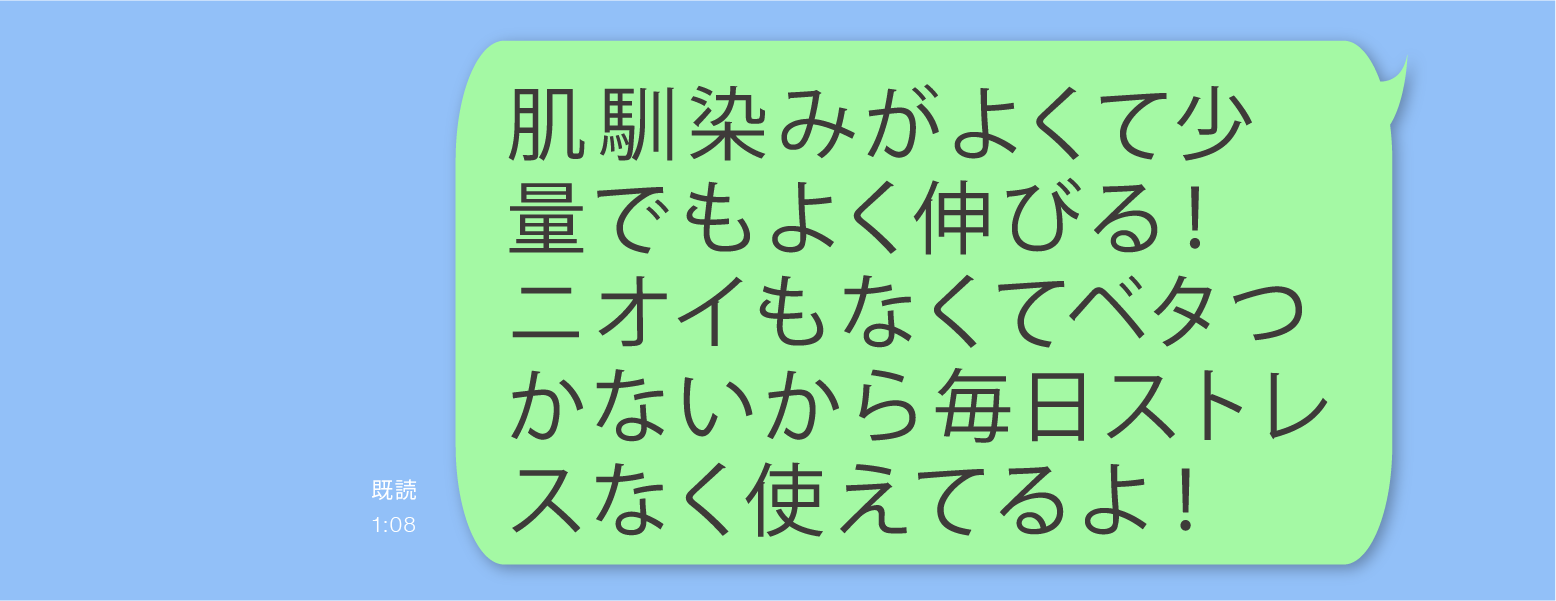 肌馴染みがよくて少
量でもよく伸びる！
ニオイもなくてベタつ
かないから毎日ストレ
スなく使えてるよ！
既読
1:08